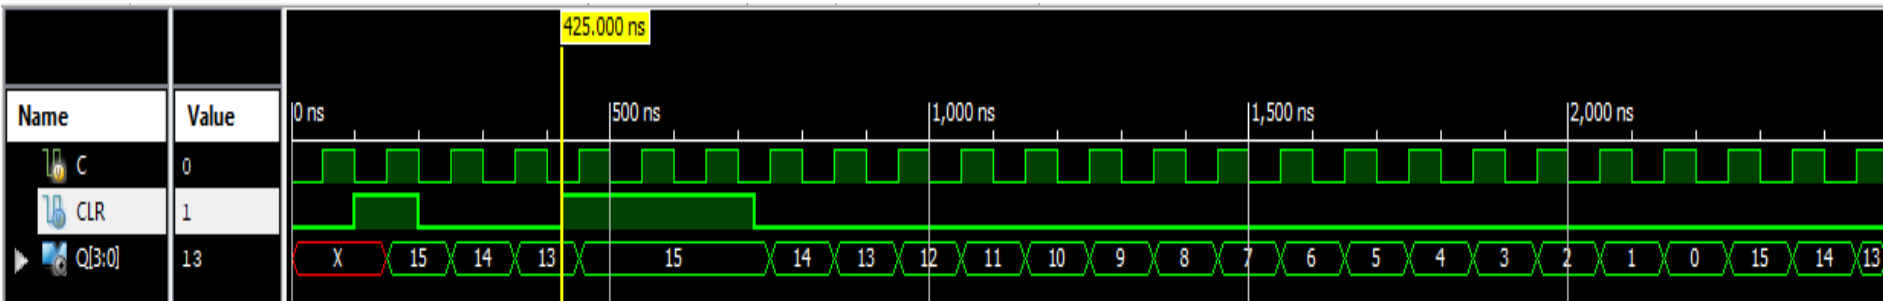 425.000 ns
Name Value 0 ns 500 ns 1,000 ns 1,500 ns 2,000 ns
C 0
CLR 1
Q[3:0] 13 X 15 14 13 15 14 13 12 11 10 9 8 7 6 5 4 3 2 1 0 15 14 13